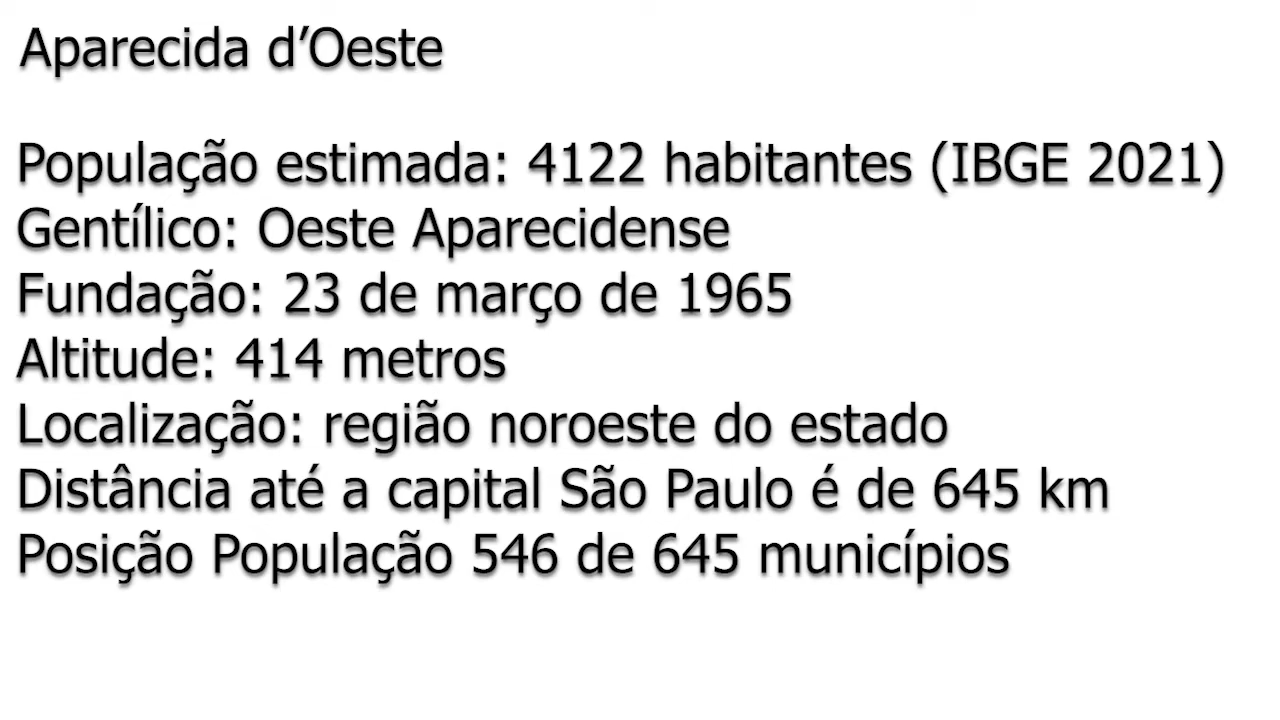 Aparecida d’Oeste
População estimada: 4122 habitantes (IBGE 2021)
Gentílico: Oeste Aparecidense
Fundação: 23 de março de 1965
Altitude: 414 metros
Localização: região noroeste do estado
Distância até a capital São Paulo é de 645 km
Posição População 546 de 645 municípios